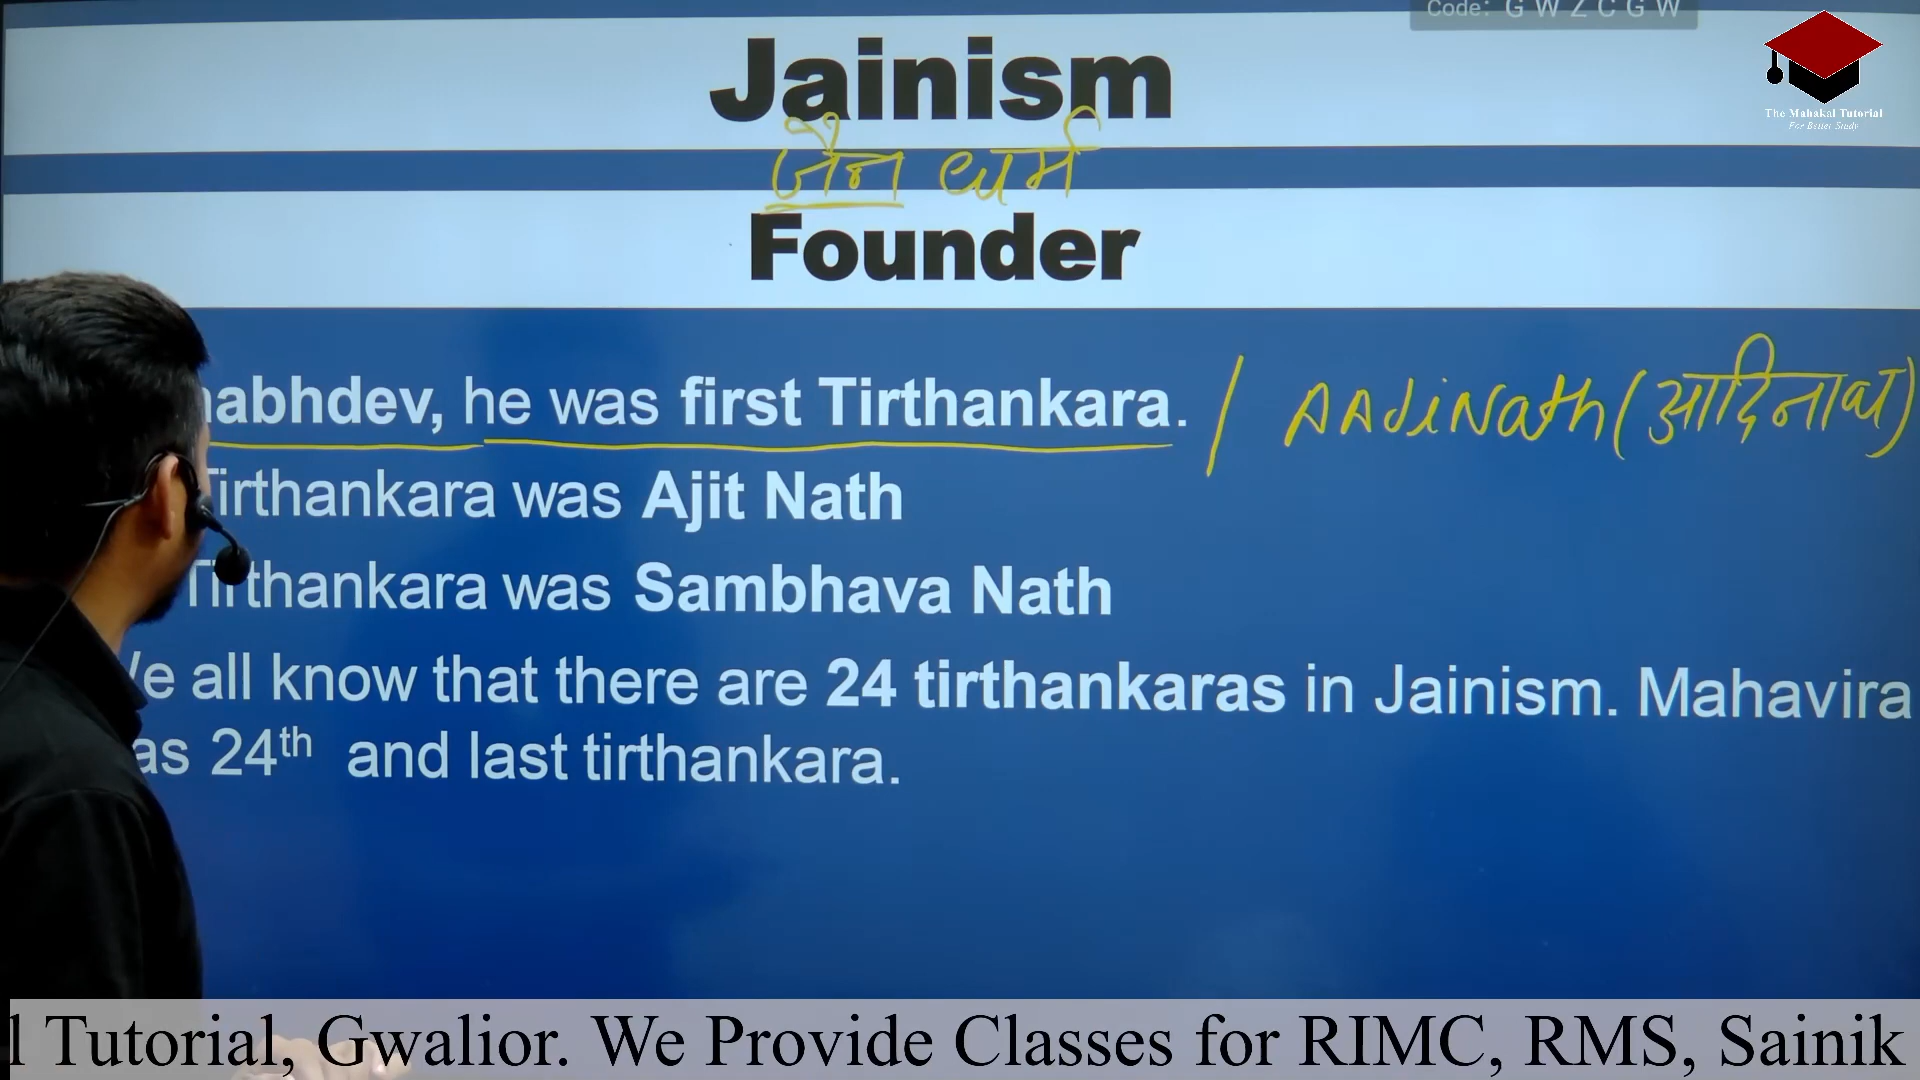 Code: G W Z C G W
Jainism
The Mahakal Tutorial
For Better Study
जैन धर्म
Founder
abhdev, he was first Tirthankara. / AAdiNath (आदिनाथ)
Tirthankara was Ajit Nath
Tirthankara was Sambhava Nath
e all know that there are 24 tirthankaras in Jainism. Mahavira
as 24th and last tirthankara.
l Tutorial, Gwalior. We Provide Classes for RIMC, RMS, Sainik